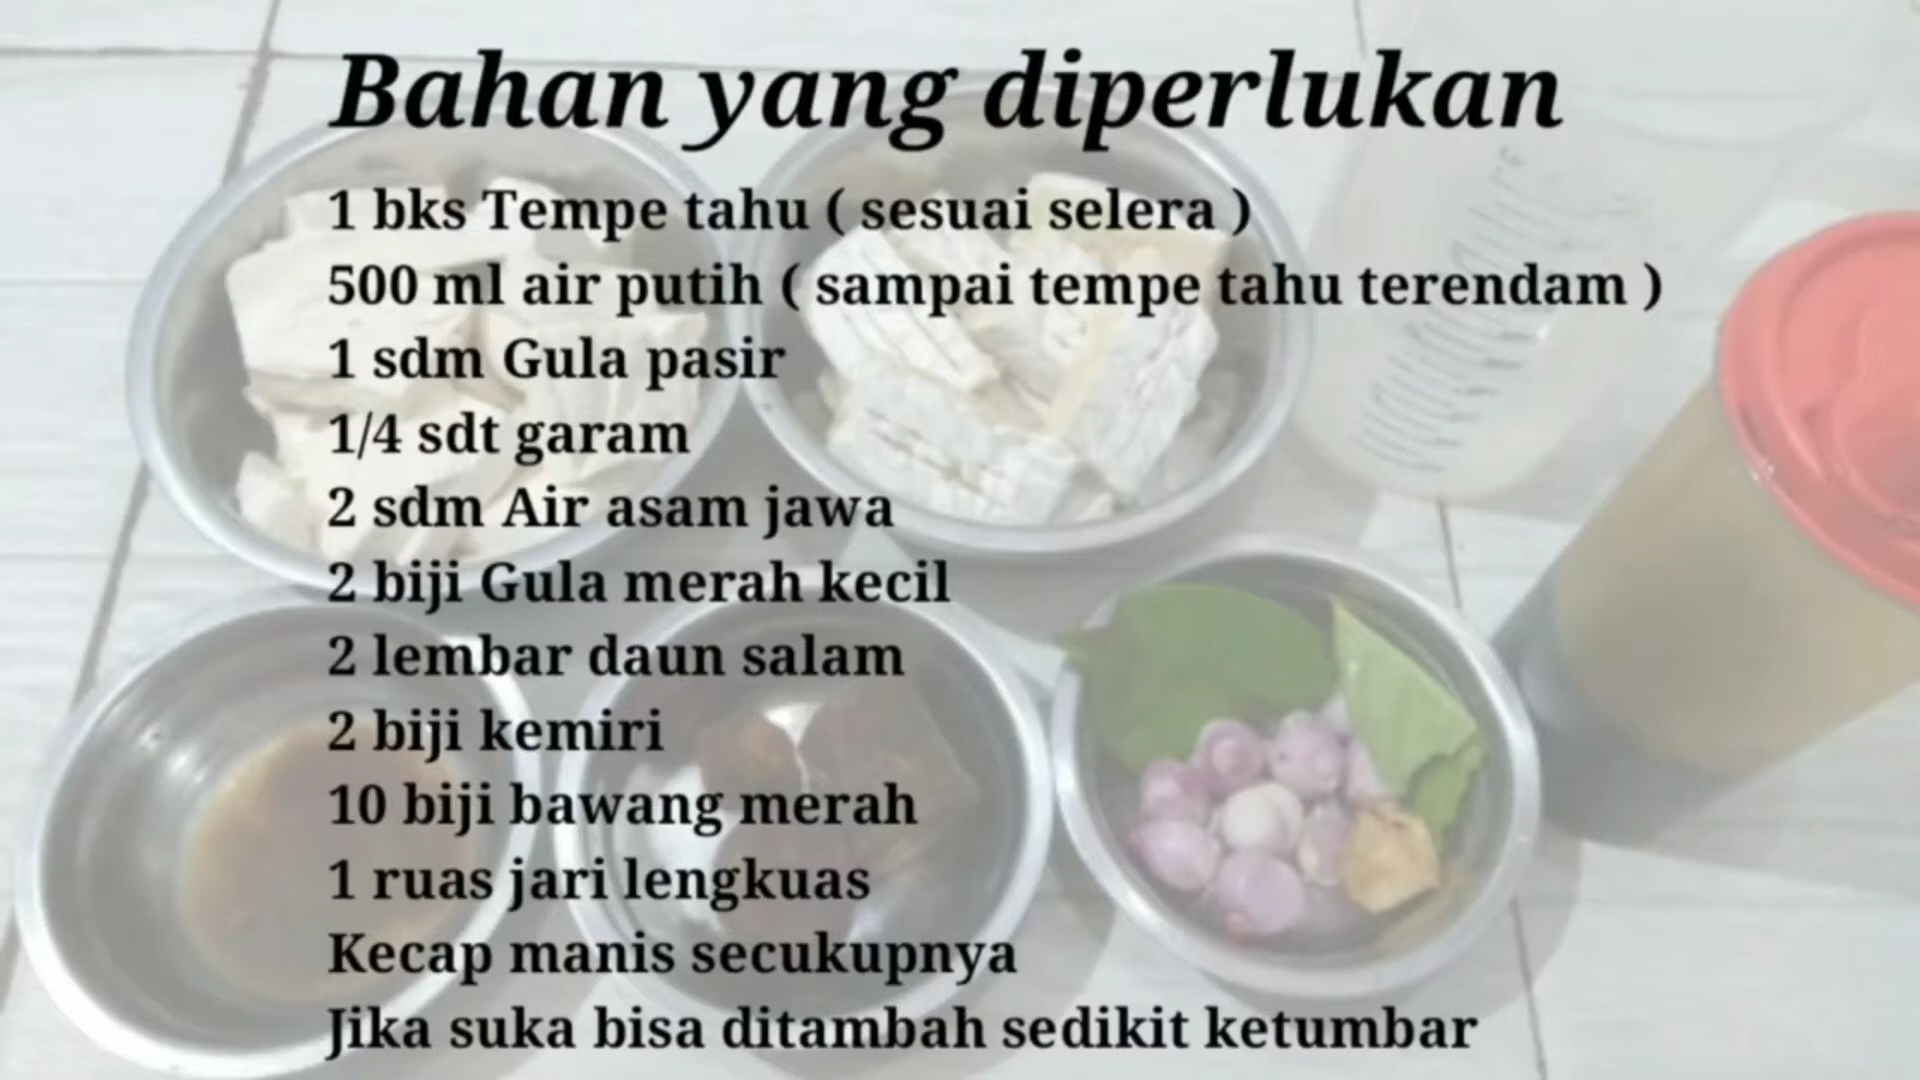 Bahan yang diperlukan
1 bks Tempe tahu ( sesuai selera )
500 ml air putih ( sampai tempe tahu terendam )
1 sdm Gula pasir
1/4 sdt garam
2 sdm Air asam jawa
2 biji Gula merah kecil
2 lembar daun salam
2 biji kemiri
10 biji bawang merah
1 ruas jari lengkuas
Kecap manis secukupnya
Jika suka bisa ditambah sedikit ketumbar